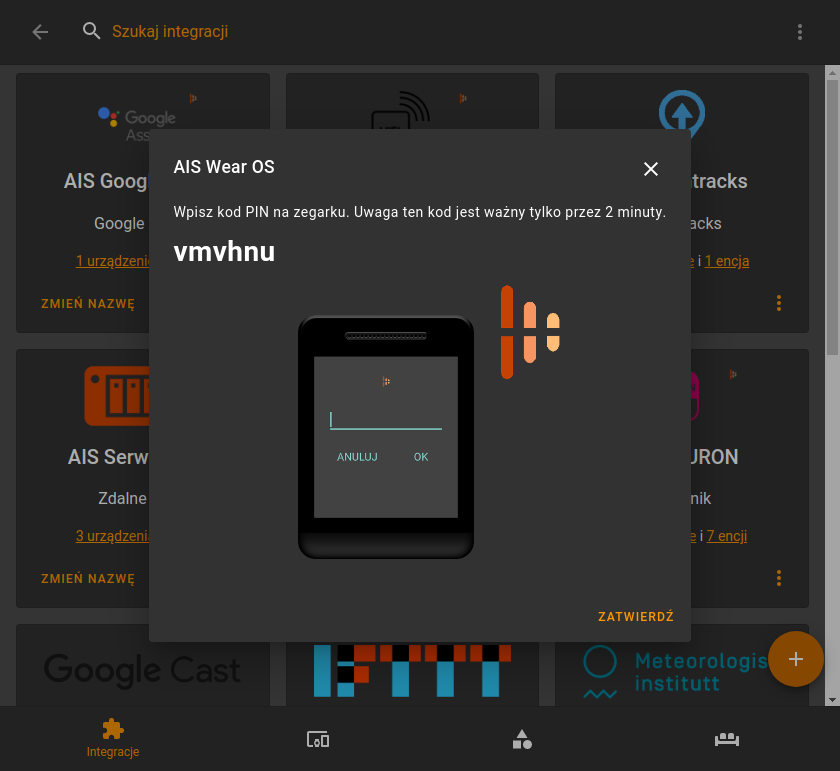 Szukaj integracji
Google
Ass
AIS Goog
Google
1 urządzeni
ZMIEŃ NAZWĘ
tracks
acks
e i 1 encja
AIS Wear OS
Wpisz kod PIN na zegarku. Uwaga ten kod jest ważny tylko przez 2 minuty.
vmvhnu
ANULUJ OK
ZATWIERDŹ
AIS Serw
Zdalne
3 urządzeni
ZMIEŃ NAZWĘ
URON
nik
e i 7 encji
Google Cast
Meteorologis
institutt
Integracje